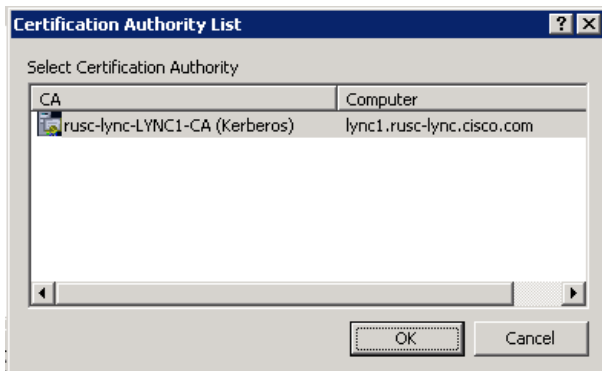 Certification Authority List
Select Certification Authority
CA Computer
rusc-lync-LYNC1-CA (Kerberos) lync1.rusc-lync.cisco.com
OK Cancel